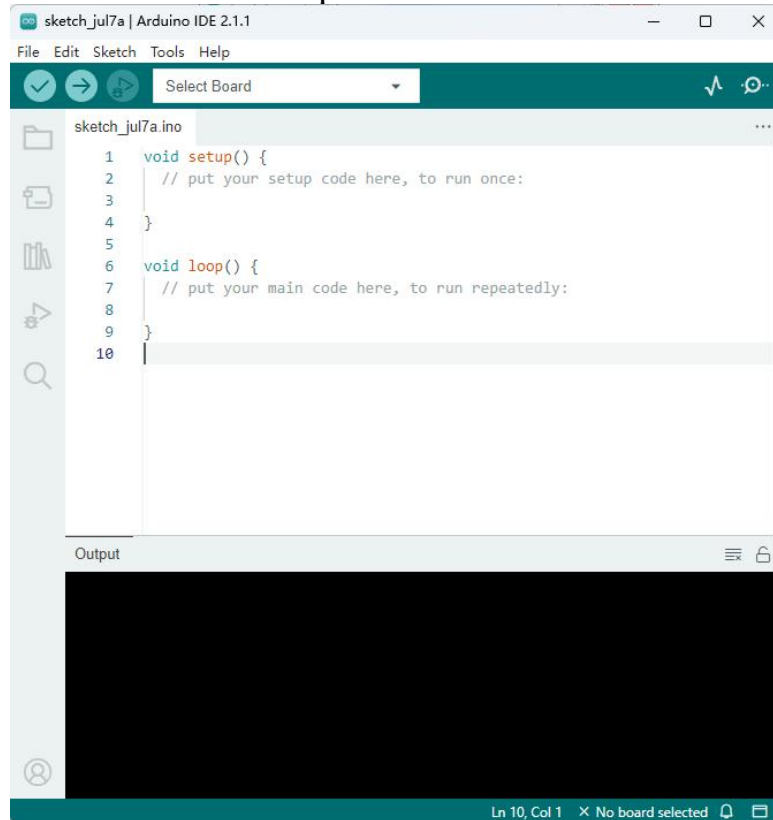 sketch_jul7a | Arduino IDE 2.1.1
File Edit Sketch Tools Help
Select Board
sketch_jul7a.ino
...
1 void setup() {
2 // put your setup code here, to run once:
3
4 }
5
6 void loop() {
7 // put your main code here, to run repeatedly:
8
9 }
10
Output
Ln 10, Col 1 × No board selected